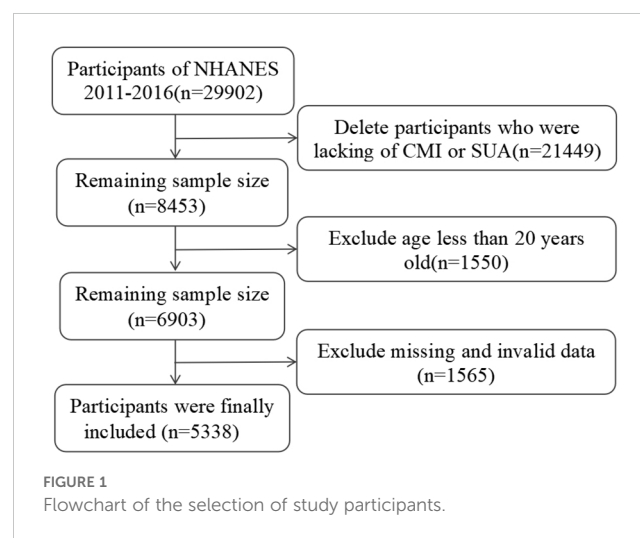 Participants of NHANES
2011-2016(n=29902)
Delete participants who were
lacking of CMI or SUA(n=21449)
Remaining sample size
(n=8453)
Exclude age less than 20 years
old(n=1550)
Remaining sample size
(n=6903)
Exclude missing and invalid data
(n=1565)
Participants were finally
included (n=5338)
FIGURE 1
Flowchart of the selection of study participants.